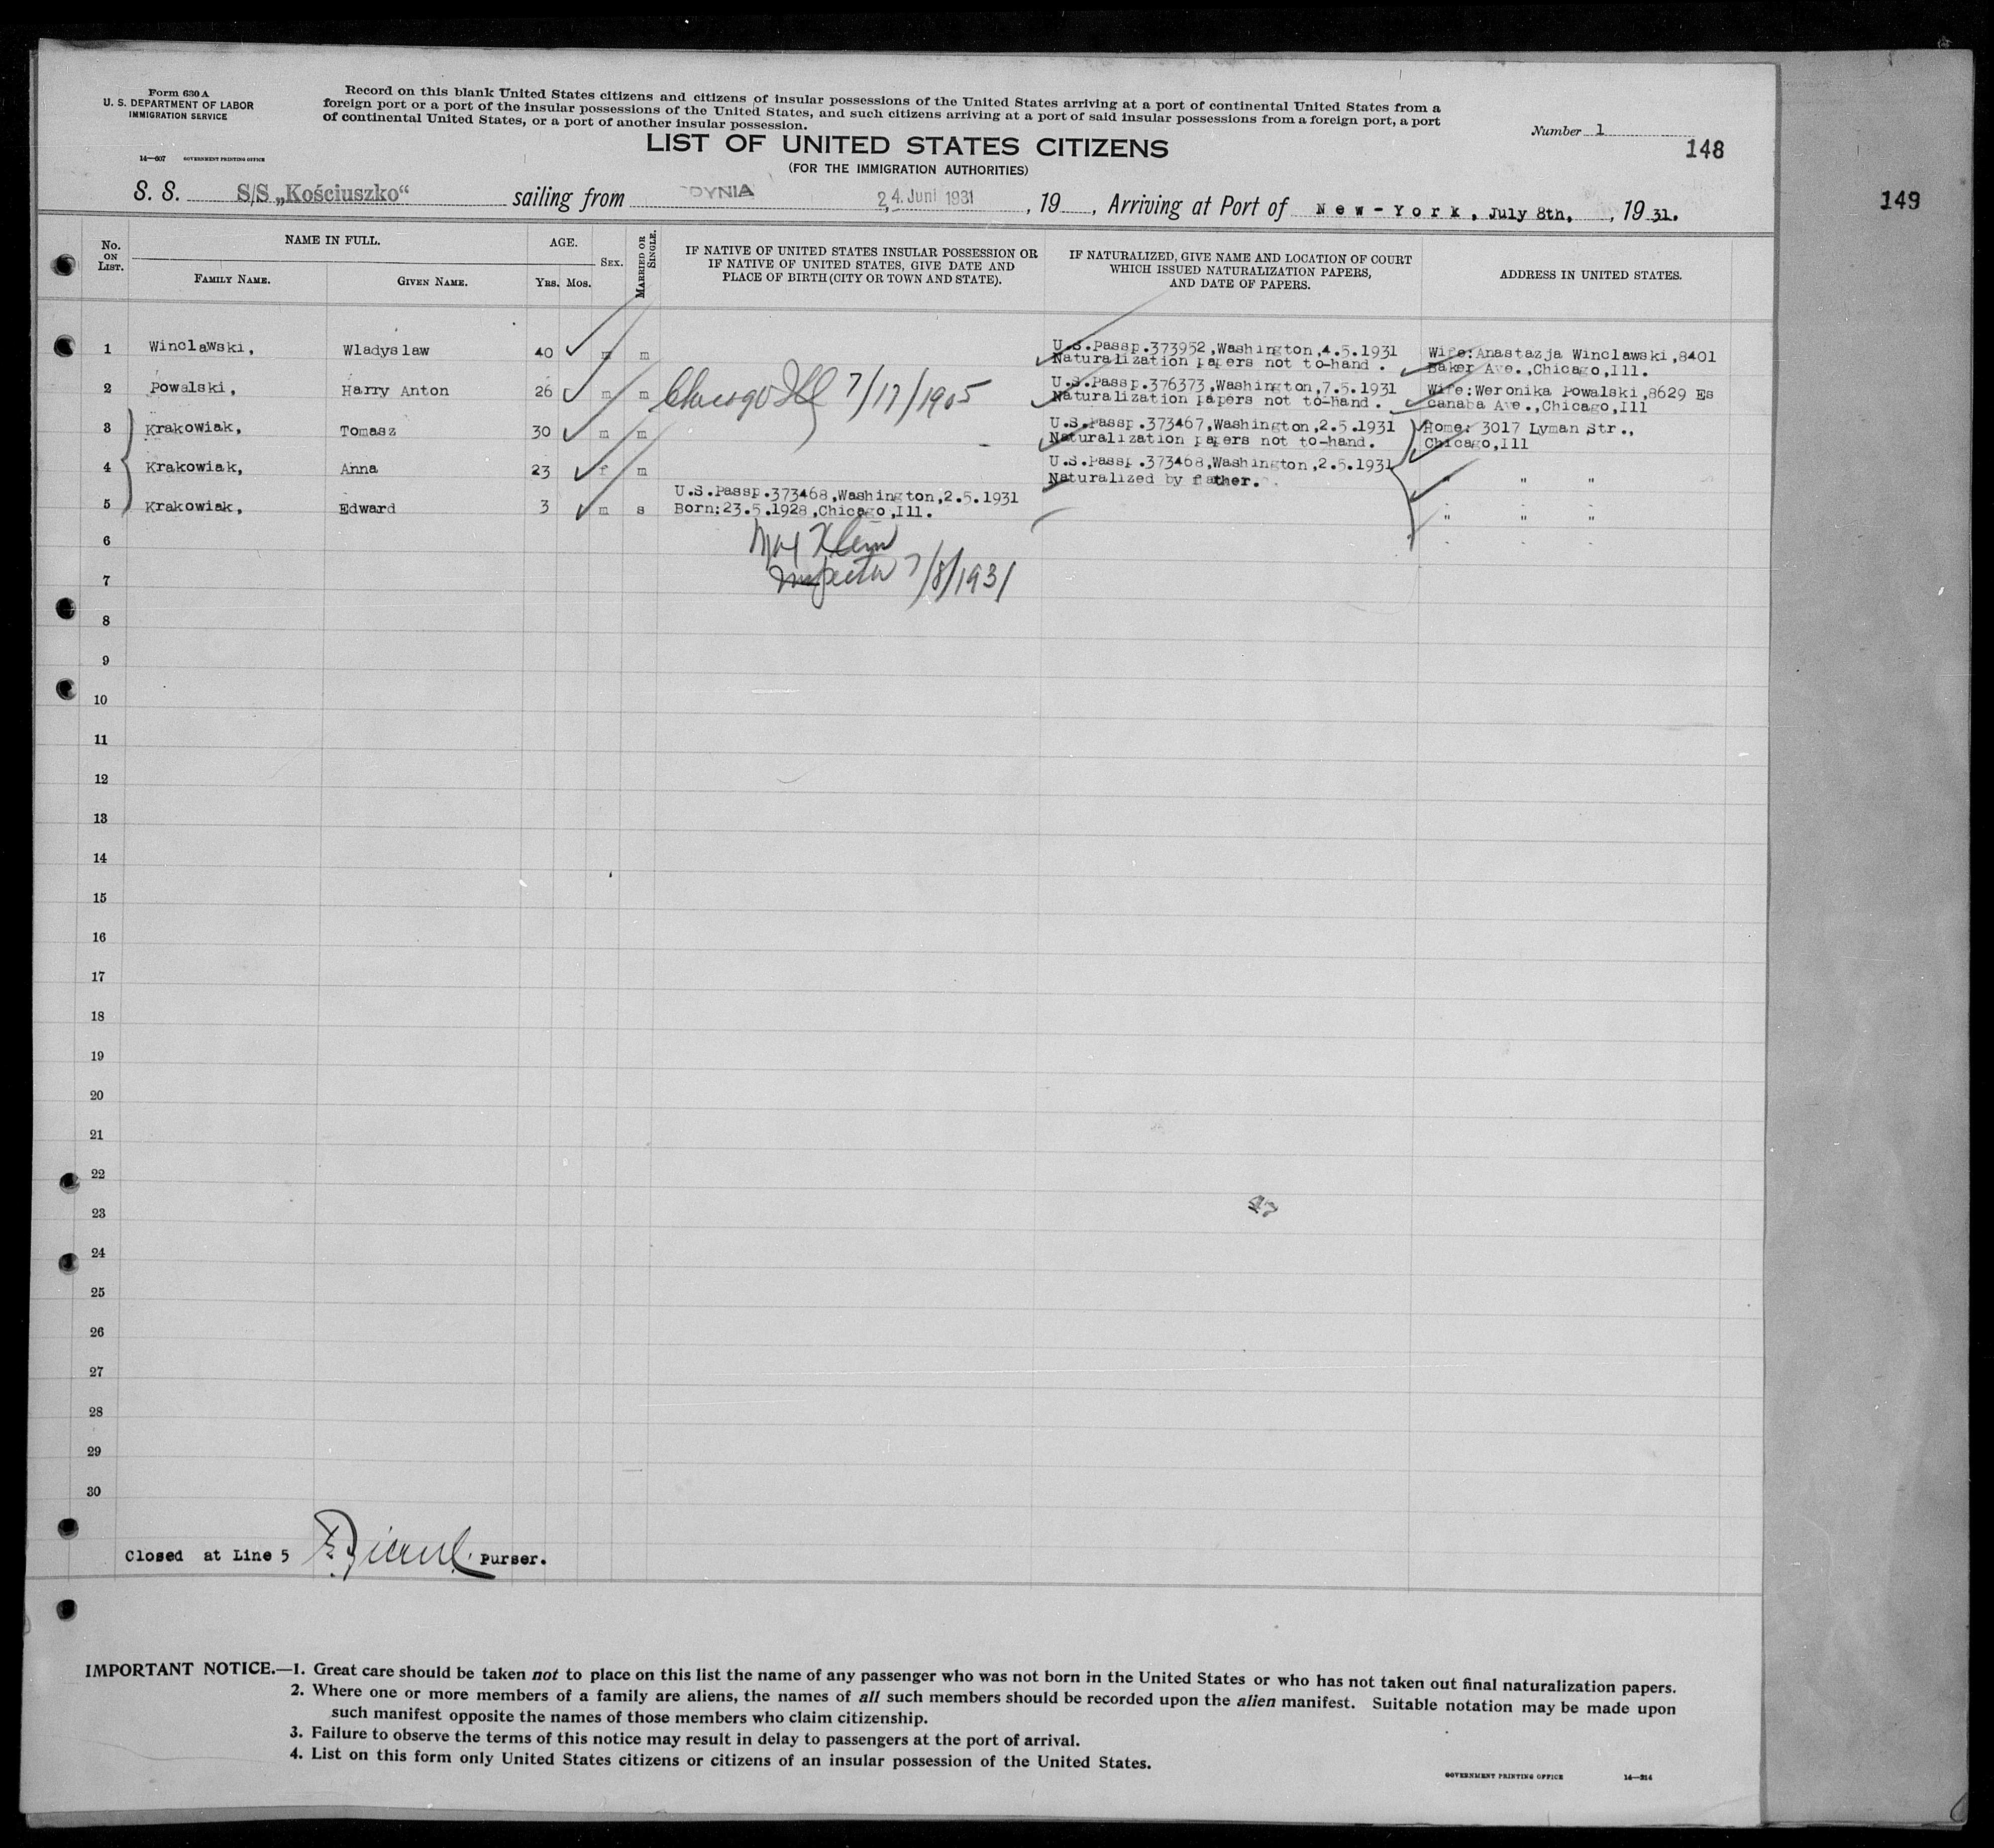 Form 630 A
U. S. DEPARTMENT OF LABOR
IMMIGRATION SERVICE
14—607 GOVERNMENT PRINTING OFFICE
Record on this blank United States citizens and citizens of insular possessions of the United States arriving at a port of continental United States from a
foreign port or a port of the insular possessions of the United States, and such citizens arriving at a port of said insular possessions from a foreign port, a port
of continental United States, or a port of another insular possession.
LIST OF UNITED STATES CITIZENS
(FOR THE IMMIGRATION AUTHORITIES)
Number 1
148
149
S. S. S/S „Kościuszko“ sailing from GDYNIA 24. Juni 1931, 19 , Arriving at Port of New-York, July 8th, , 19 31.
No. ON LIST.
NAME IN FULL.
FAMILY NAME. GIVEN NAME.
AGE.
YRS. MOS.
SEX.
MARRIED OR SINGLE.
IF NATIVE OF UNITED STATES INSULAR POSSESSION OR
IF NATIVE OF UNITED STATES, GIVE DATE AND
PLACE OF BIRTH (CITY OR TOWN AND STATE).
IF NATURALIZED, GIVE NAME AND LOCATION OF COURT
WHICH ISSUED NATURALIZATION PAPERS,
AND DATE OF PAPERS.
ADDRESS IN UNITED STATES.
1 Winclawski, Wladyslaw 40 m m U.S.Passp.373952,Washington,4.5.1931 Wife:Anastazja Winclawski,8401
Naturalization papers not to-hand. Baker Ave.,Chicago,Ill.
2 Powalski, Harry Anton 26 m m Chicago Ill 7/17/1905 U.S.Passp.376373,Washington,7.5.1931 Wife:Weronika Powalski,8629 Es
Naturalization papers not to-hand. canaba Ave.,Chicago,Ill
3 Krakowiak, Tomasz 30 m m U.S.Passp.373467,Washington,2.5.1931 Home: 3017 Lyman Str.,
Naturalization papers not to-hand. Chicago,Ill
4 Krakowiak, Anna 23 f m U.S.Passp.373468,Washington,2.5.1931
Naturalized by father. " " "
5 Krakowiak, Edward 3 m s U.S.Passp.373468,Washington,2.5.1931
Born:23.5.1928,Chicago,Ill. " " "
6
Klein
7
Inspector 7/8/1931
8
9
10
11
12
13
14
15
16
17
18
19
20
21
22
23
24
25
26
27
28
29
30
Closed at Line 5 Purser.
IMPORTANT NOTICE.—1. Great care should be taken not to place on this list the name of any passenger who was not born in the United States or who has not taken out final naturalization papers.
2. Where one or more members of a family are aliens, the names of all such members should be recorded upon the alien manifest. Suitable notation may be made upon
such manifest opposite the names of those members who claim citizenship.
3. Failure to observe the terms of this notice may result in delay to passengers at the port of arrival.
4. List on this form only United States citizens or citizens of an insular possession of the United States.
GOVERNMENT PRINTING OFFICE 14—214